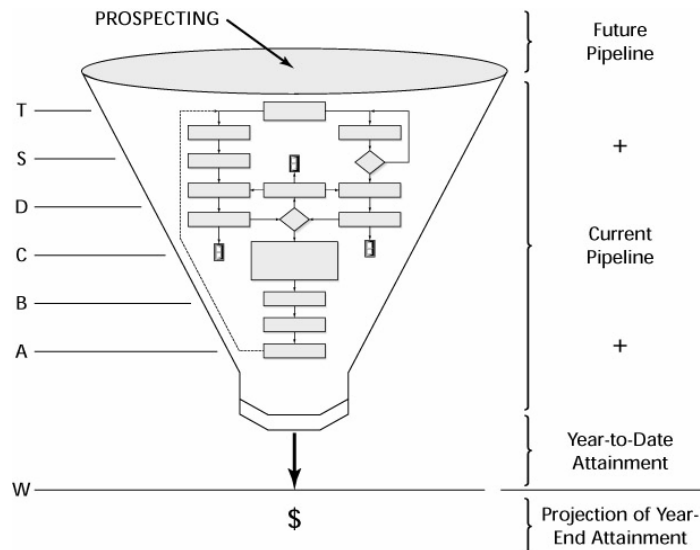 PROSPECTING
Future
Pipeline
T
+
S
D
Current
Pipeline
C
B
+
A
Year-to-Date
Attainment
W
$
Projection of Year-
End Attainment